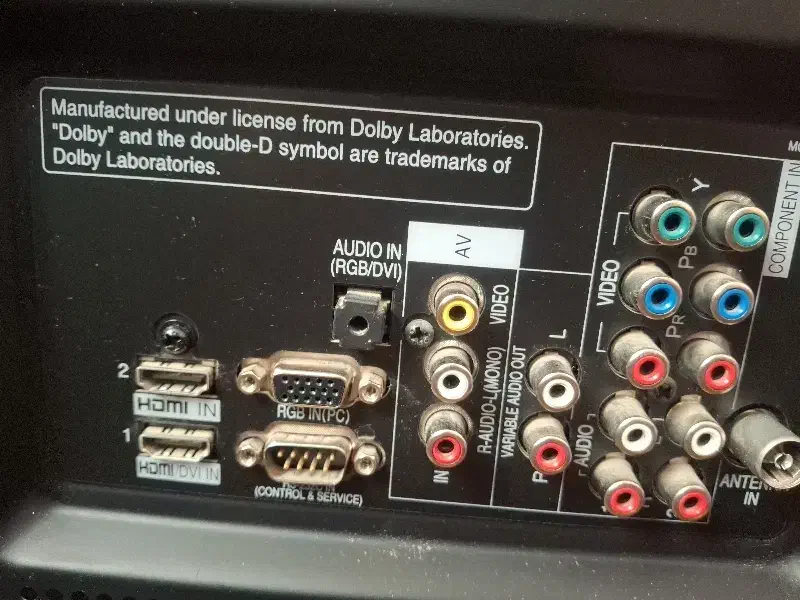 Manufactured under license from Dolby Laboratories.
"Dolby" and the double-D symbol are trademarks of
Dolby Laboratories.
AUDIO IN
(RGB/DVI)
AV
VIDEO
R-AUDIO-L(MONO)
IN
VARIABLE AUDIO OUT
L
VIDEO
Y
PB
PR
AUDIO
COMPONENT IN
2
HDMI IN
RGB IN(PC)
1
HDMI/DVI IN
(CONTROL & SERVICE)
IN